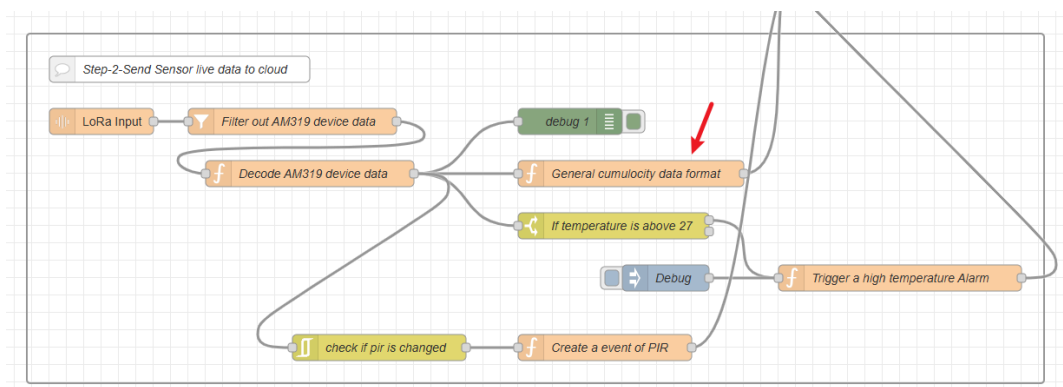 Step-2-Send Sensor live data to cloud
LoRa Input
Filter out AM319 device data
debug 1
Decode AM319 device data
General cumulocity data format
If temperature is above 27
Debug
Trigger a high temperature Alarm
check if pir is changed
Create a event of PIR